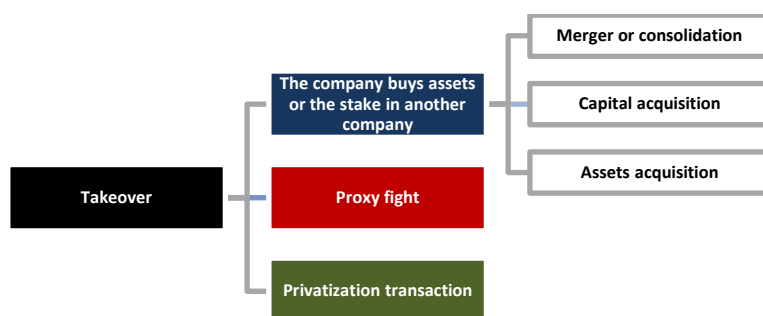 Merger or consolidation
The company buys assets
or the stake in another
company
Capital acquisition
Assets acquisition
Takeover
Proxy fight
Privatization transaction